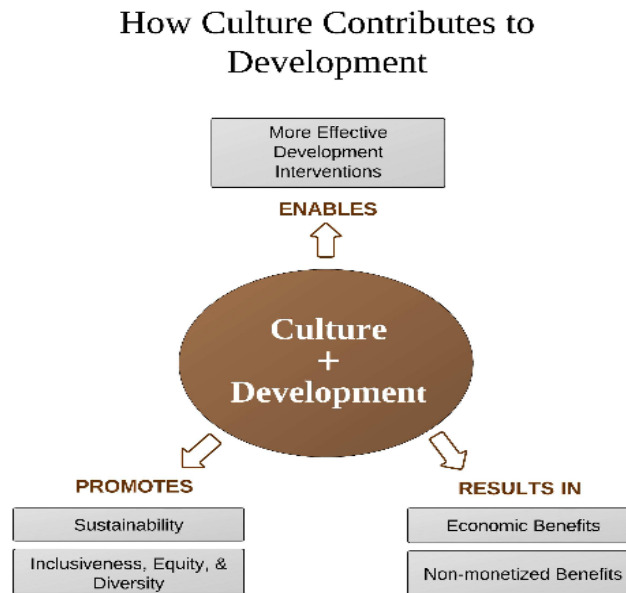 How Culture Contributes to
Development
More Effective
Development
Interventions
ENABLES
Culture
+
Development
PROMOTES
Sustainability
Inclusiveness, Equity, &
Diversity
RESULTS IN
Economic Benefits
Non-monetized Benefits